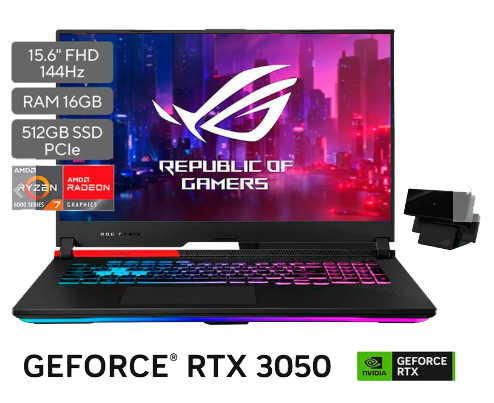 15.6" FHD
144Hz
RAM 16GB
512GB SSD
PCIe
AMD
RYZEN
6000 SERIES 7
AMD
RADEON
GRAPHICS
REPUBLIC OF
GAMERS
GEFORCE® RTX 3050
NVIDIA
GEFORCE
RTX